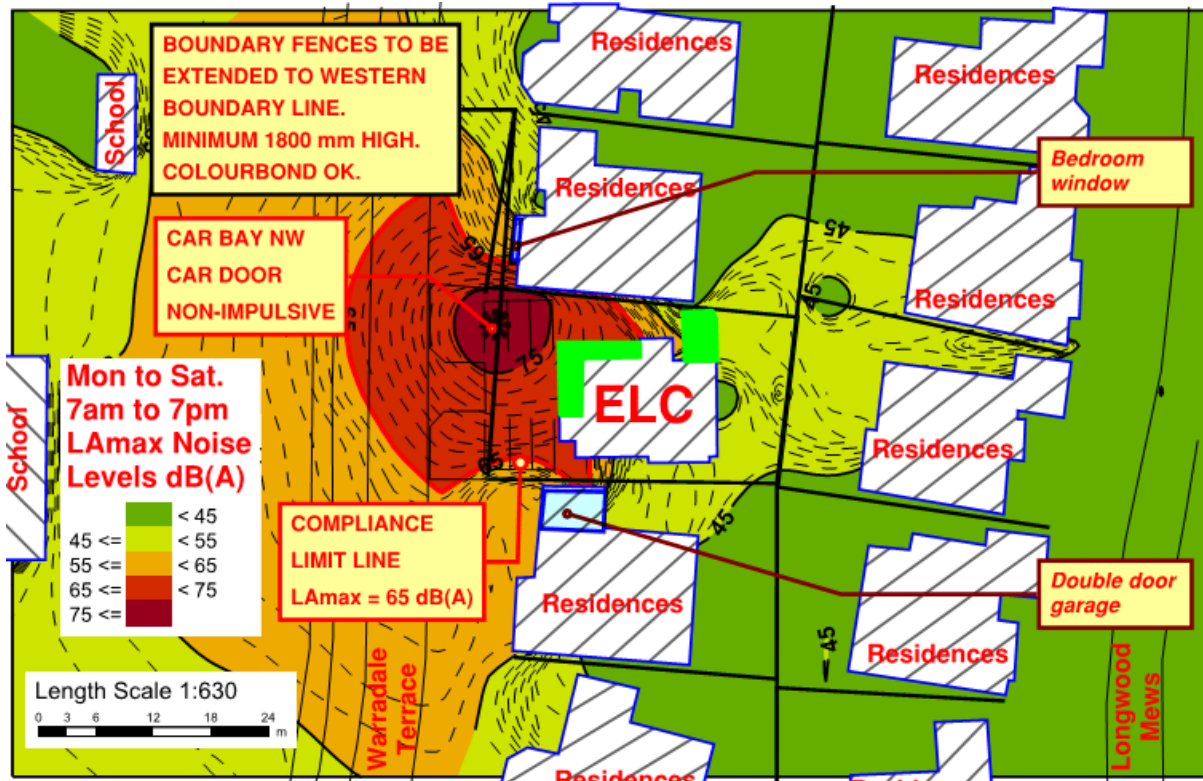 BOUNDARY FENCES TO BE
EXTENDED TO WESTERN
BOUNDARY LINE.
MINIMUM 1800 mm HIGH.
COLOURBOND OK.
School
Residences
Residences
Residences
Bedroom
window
CAR BAY NW
CAR DOOR
NON-IMPULSIVE
65
45
45
Residences
75
ELC
Mon to Sat.
7am to 7pm
LAmax Noise
Levels dB(A)
< 45
45 <= < 55
55 <= < 65
65 <= < 75
75 <=
School
Residences
65
COMPLIANCE
LIMIT LINE
LAmax = 65 dB(A)
45
Double door
garage
Residences
45
Residences
Length Scale 1:630
0 3 6 12 18 24
m
Warradale
Terrace
Longwood
Mews
Residences